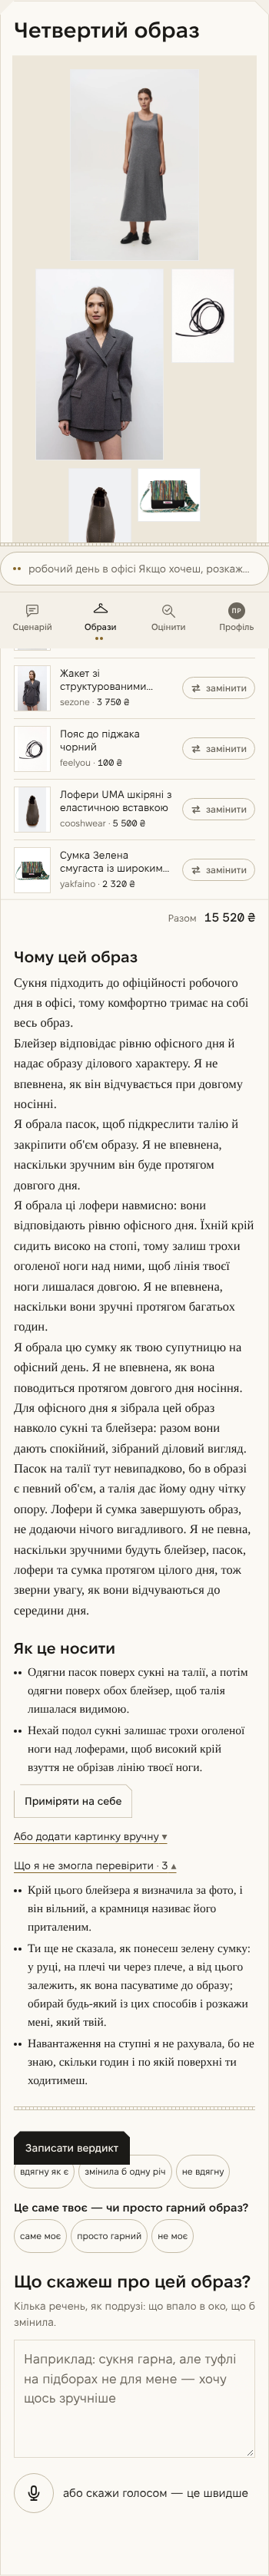 Четвертий образ
робочий день в офісі Якщо хочеш, розкаж...
Сценарій
Образи
Оцінити
ПР
Профіль
Жакет зі
структурованими...
sezone · 3 750 ₴
замінити
Пояс до піджака
чорний
feelyou · 100 ₴
замінити
Лофери UMA шкіряні з
еластичною вставкою
cooshwear · 5 500 ₴
замінити
Сумка Зелена
смугаста із широким...
yakfaino · 2 320 ₴
замінити
Разом 15 520 ₴
Чому цей образ
Сукня підходить до офіційності робочого
дня в офісі, тому комфортно тримає на собі
весь образ.
Блейзер відповідає рівню офісного дня й
надає образу ділового характеру. Я не
впевнена, як він відчувається при довгому
носінні.
Я обрала пасок, щоб підкреслити талію й
закріпити об'єм образу. Я не впевнена,
наскільки зручним він буде протягом
довгого дня.
Я обрала ці лофери навмисно: вони
відповідають рівню офісного дня. Їхній крій
сидить високо на стопі, тому залиш трохи
оголеної ноги над ними, щоб лінія твоєї
ноги лишалася довгою. Я не впевнена,
наскільки вони зручні протягом багатьох
годин.
Я обрала цю сумку як твою супутницю на
офісний день. Я не впевнена, як вона
поводиться протягом довгого дня носіння.
Для офісного дня я зібрала цей образ
навколо сукні та блейзера: разом вони
дають спокійний, зібраний діловий вигляд.
Пасок на талії тут невипадково, бо в образі
є певний об'єм, а талія дає йому одну чітку
опору. Лофери й сумка завершують образ,
не додаючи нічого вигадливого. Я не певна,
наскільки зручними будуть блейзер, пасок,
лофери та сумка протягом цілого дня, тож
зверни увагу, як вони відчуваються до
середини дня.
Як це носити
Одягни пасок поверх сукні на талії, а потім
одягни поверх обох блейзер, щоб талія
лишалася видимою.
Нехай подол сукні залишає трохи оголеної
ноги над лоферами, щоб високий крій
взуття не обрізав лінію твоєї ноги.
Приміряти на себе
Або додати картинку вручну ▾
Що я не змогла перевірити · 3 ▴
Крій цього блейзера я визначила за фото, і
він вільний, а крамниця називає його
приталеним.
Ти ще не сказала, як понесеш зелену сумку:
у руці, на плечі чи через плече, а від цього
залежить, як вона пасуватиме до образу;
обирай будь-який із цих способів і розкажи
мені, який твій.
Навантаження на ступні я не рахувала, бо не
знаю, скільки годин і по якій поверхні ти
ходитимеш.
Записати вердикт
вдягну як є
змінила б одну річ
не вдягну
Це саме твоє — чи просто гарний образ?
саме моє
просто гарний
не моє
Що скажеш про цей образ?
Кілька речень, як подрузі: що впало в око, що б
змінила.
Наприклад: сукня гарна, але туфлі
на підборах не для мене — хочу
щось зручніше
або скажи голосом — це швидше